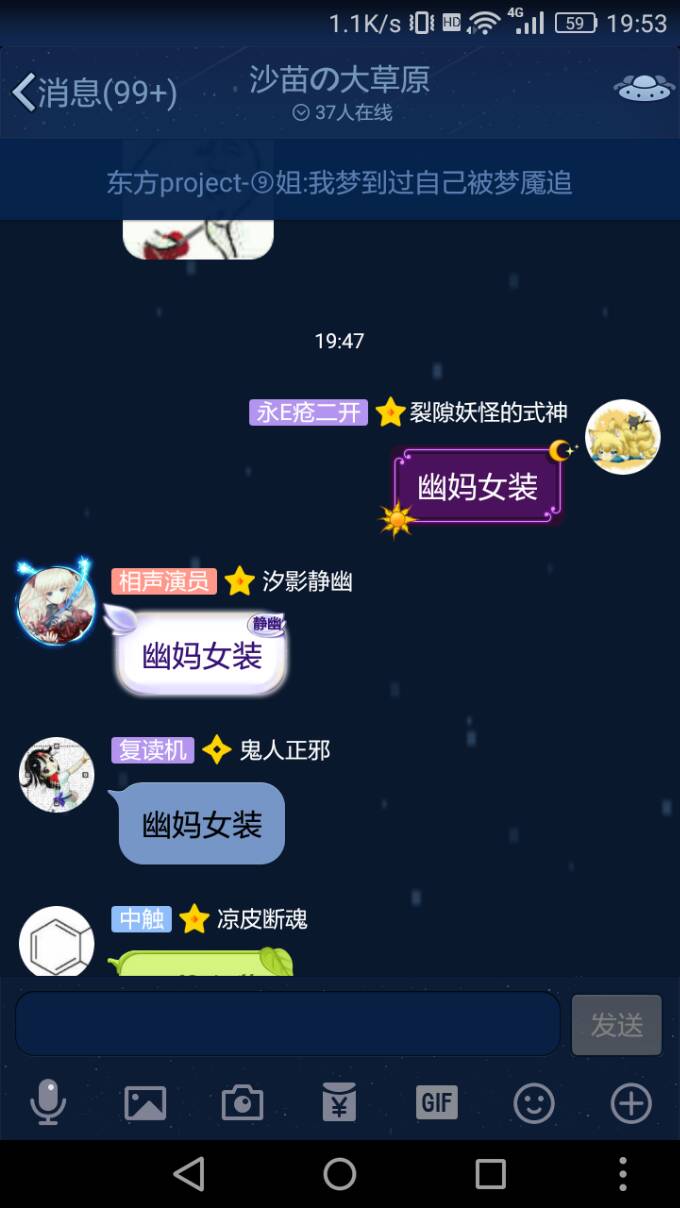 1.1K/s HD 4G 59 19:53
消息(99+)
沙苗の大草原
37人在线
东方project-⑨姐:我梦到过自己被梦魇追
19:47
永E疮二开 裂隙妖怪的式神
幽妈女装
相声演员 汐影静幽
静幽
幽妈女装
复读机 鬼人正邪
幽妈女装
中触 凉皮断魂
发送
¥
GIF